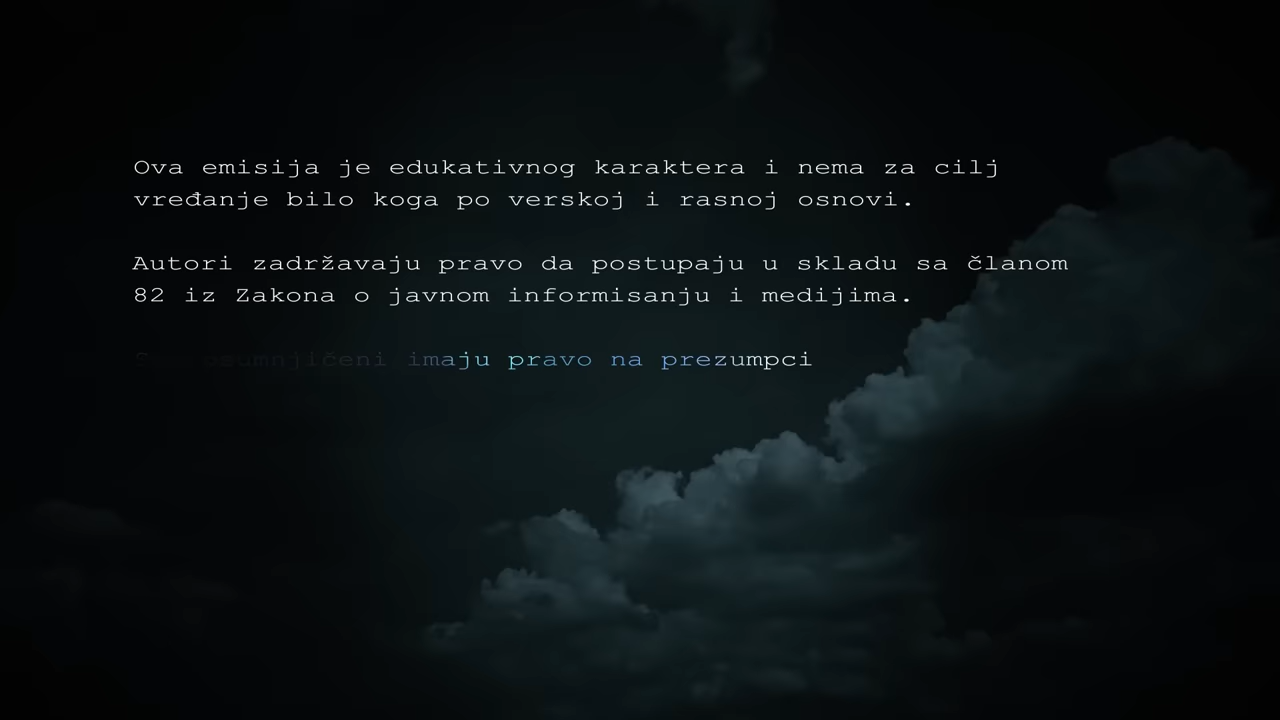 Ova emisija je edukativnog karaktera i nema za cilj
vređanje bilo koga po verskoj i rasnoj osnovi.
Autori zadržavaju pravo da postupaju u skladu sa članom
82 iz Zakona o javnom informisanju i medijima.
imaju pravo na prezumpci